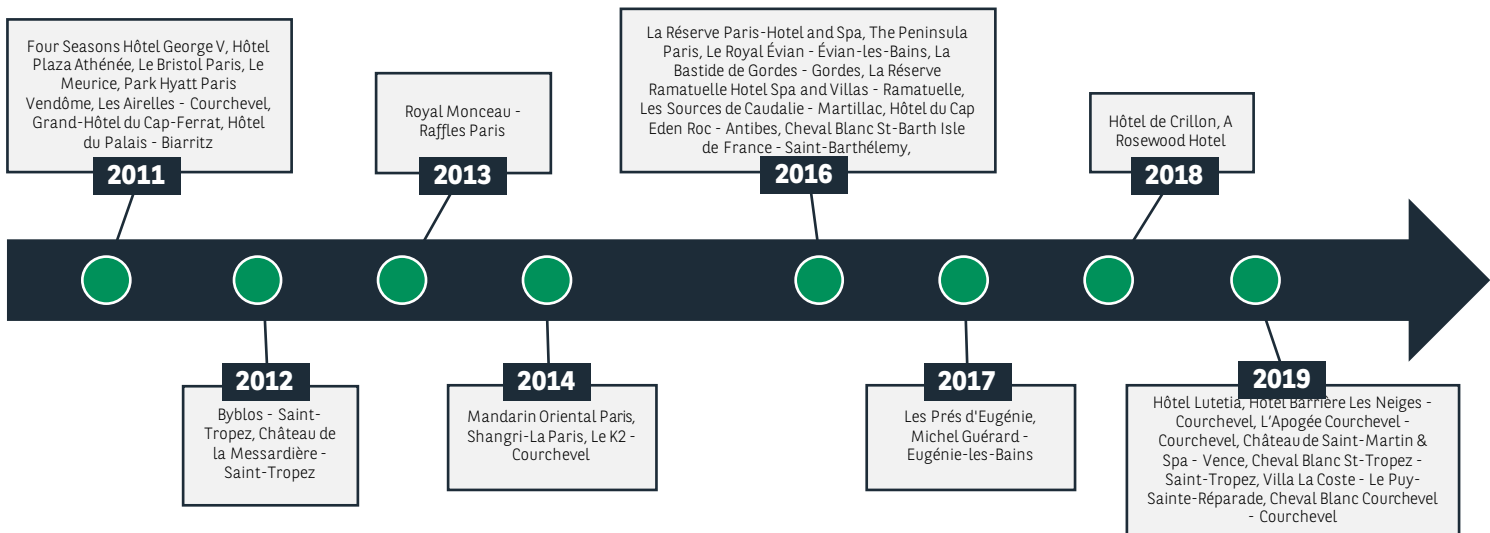 Four Seasons Hôtel George V, Hôtel
Plaza Athénée, Le Bristol Paris, Le
Meurice, Park Hyatt Paris
Vendôme, Les Airelles - Courchevel,
Grand-Hôtel du Cap-Ferrat, Hôtel
du Palais - Biarritz
2011
Byblos - Saint-
Tropez, Château de
la Messardière -
Saint-Tropez
2012
Royal Monceau -
Raffles Paris
2013
2014
Mandarin Oriental Paris,
Shangri-La Paris, Le K2 -
Courchevel
La Réserve Paris-Hotel and Spa, The Peninsula
Paris, Le Royal Évian - Évian-les-Bains, La
Bastide de Gordes - Gordes, La Réserve
Ramatuelle Hotel Spa and Villas - Ramatuelle,
Les Sources de Caudalie - Martillac, Hôtel du Cap
Eden Roc - Antibes, Cheval Blanc St-Barth Isle
de France - Saint-Barthélemy,
2016
2017
Les Prés d'Eugénie,
Michel Guérard -
Eugénie-les-Bains
Hôtel de Crillon, A
Rosewood Hotel
2018
2019
Hôtel Lutetia, Hôtel Barrière Les Neiges -
Courchevel, L'Apogée Courchevel -
Courchevel, Château de Saint-Martin &
Spa - Vence, Cheval Blanc St-Tropez -
Saint-Tropez, Villa La Coste - Le Puy-
Sainte-Réparade, Cheval Blanc Courchevel
- Courchevel